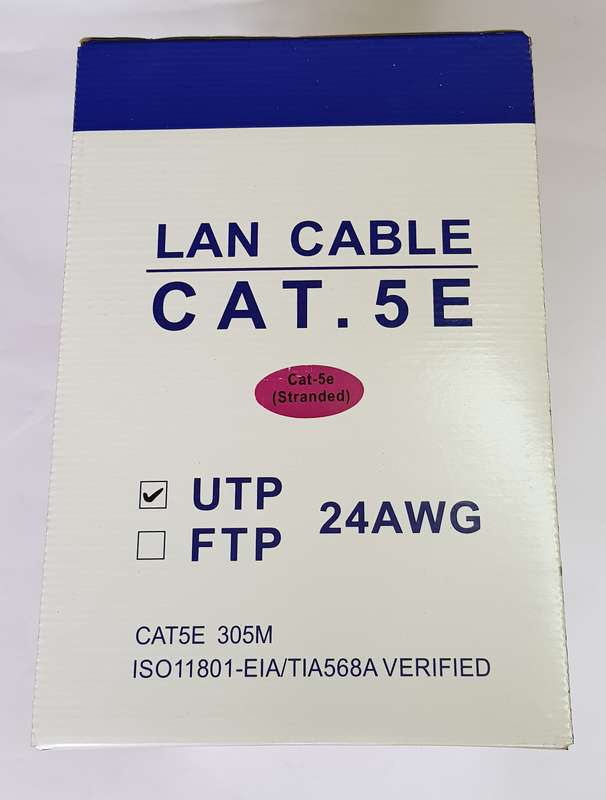 LAN CABLE
CAT.5E
Cat-5e
(Stranded)
UTP
FTP
24AWG
CAT5E 305M
ISO11801-EIA/TIA568A VERIFIED